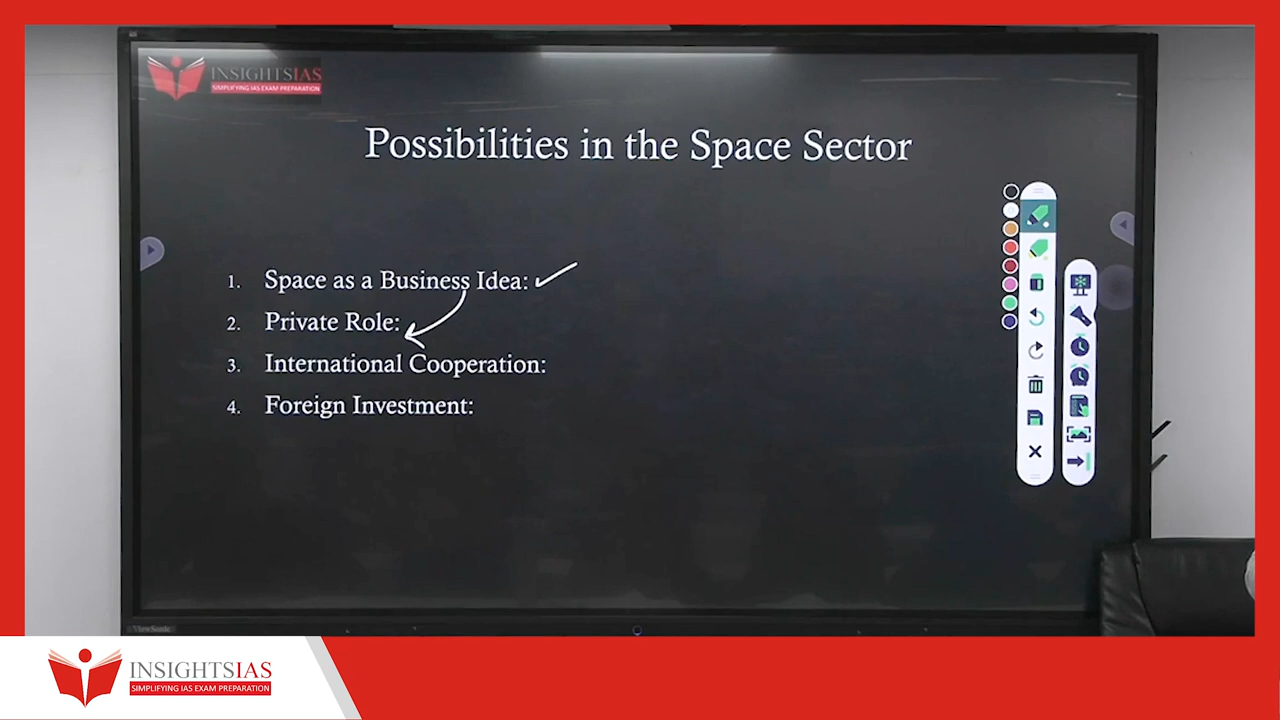 INSIGHTSIAS
SIMPLIFYING IAS EXAM PREPARATION
Possibilities in the Space Sector
1. Space as a Business Idea:
2. Private Role:
3. International Cooperation:
4. Foreign Investment:
ViewSonic
INSIGHTSIAS
SIMPLIFYING IAS EXAM PREPARATION